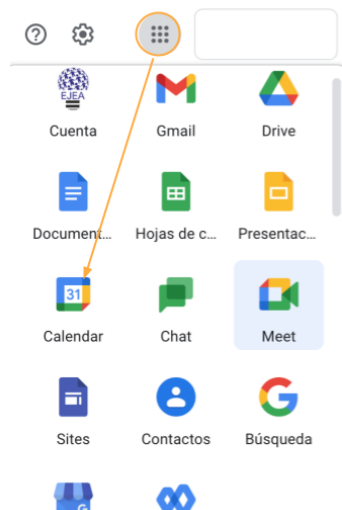 EJEA
Cuenta
Gmail
Drive
Document...
Hojas de c...
Presentac...
31
Calendar
Chat
Meet
Sites
Contactos
Búsqueda